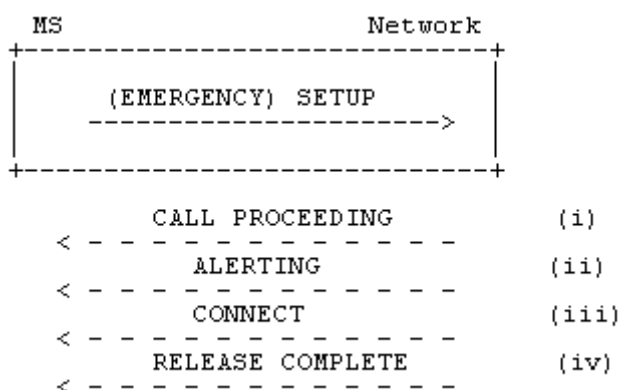 MS Network
(EMERGENCY) SETUP
CALL PROCEEDING (i)
ALERTING (ii)
CONNECT (iii)
RELEASE COMPLETE (iv)